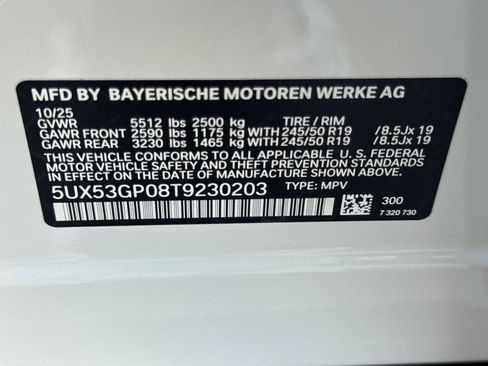 MFD BY BAYERISCHE MOTOREN WERKE AG
10/25
GVWR 5512 lbs 2500 kg TIRE / RIM
GAWR FRONT 2590 lbs 1175 kg WITH 245/50 R19 /8.5Jx 19
GAWR REAR 3230 lbs 1465 kg WITH 245/50 R19 /8.5Jx 19
THIS VEHICLE CONFORMS TO ALL APPLICABLE U.S. FEDERAL
MOTOR VEHICLE SAFETY, BUMPER AND THEFT PREVENTION STANDARDS
IN EFFECT ON THE DATE OF MANUFACTURE SHOWN ABOVE.
5UX53GP08T9230203 TYPE: MPV
300
7 320 730